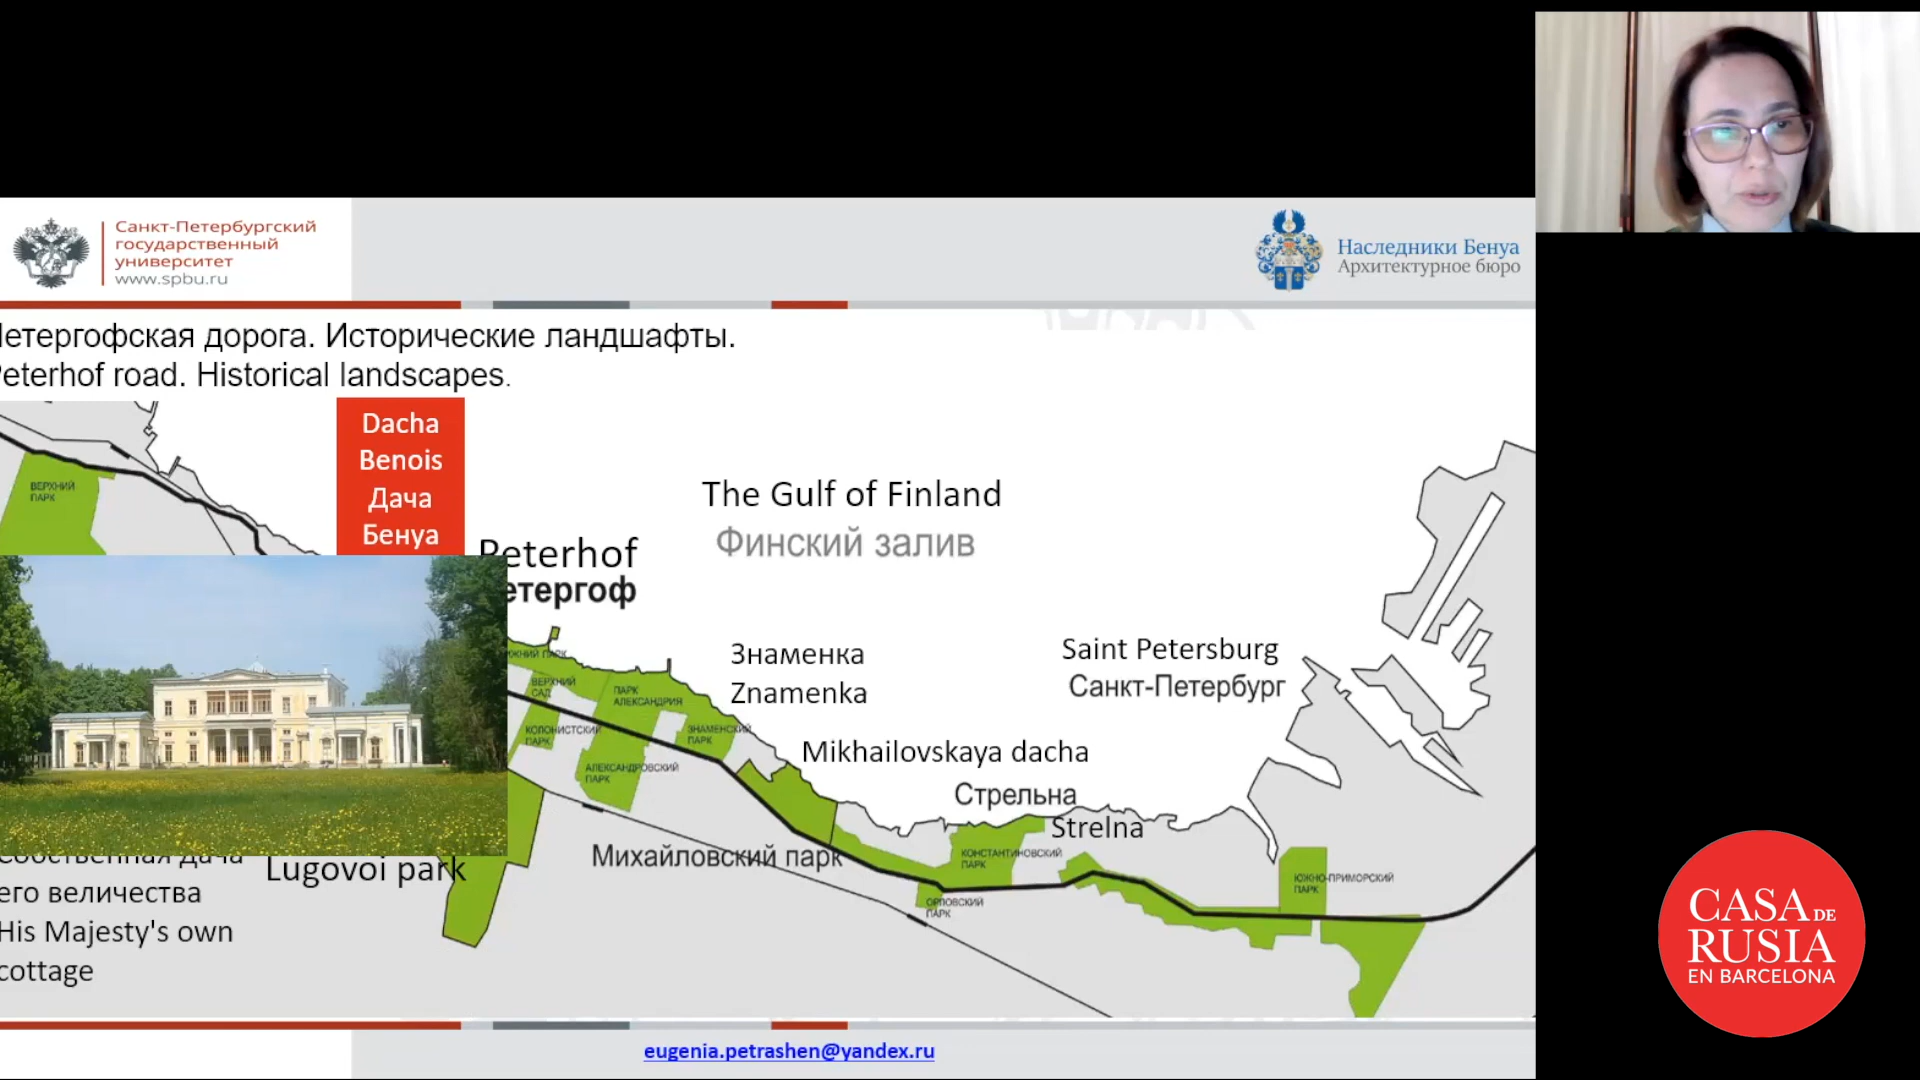 Санкт-Петербургский
государственный
университет
www.spbu.ru
Наследники Бенуа
Архитектурное бюро
етергофская дорога. Исторические ландшафты.
eterhof road. Historical landscapes.
Dacha
Benois
Дача
Бенуа
ВЕРХНИЙ
ПАРК
The Gulf of Finland
Финский залив
Peterhof
етергоф
ВЕРХНИЙ
САД
ПАРК
АЛЕКСАНДРИЯ
КОЛОНИСТСКИЙ
ПАРК
ЗНАМЕНСКИЙ
ПАРК
АЛЕКСАНДРОВСКИЙ
ПАРК
Знаменка
Znamenka
Saint Petersburg
Санкт-Петербург
Mikhailovskaya dacha
Стрельна
Strelna
Михайловский парк
КОНСТАНТИНОВСКИЙ
ПАРК
ОРЛОВСКИЙ
ПАРК
ЮЖНО-ПРИМОРСКИЙ
ПАРК
Собственная дача
его величества
His Majesty's own
cottage
Lugovoi park
eugenia.petrashen@yandex.ru
CASA DE
RUSIA
EN BARCELONA